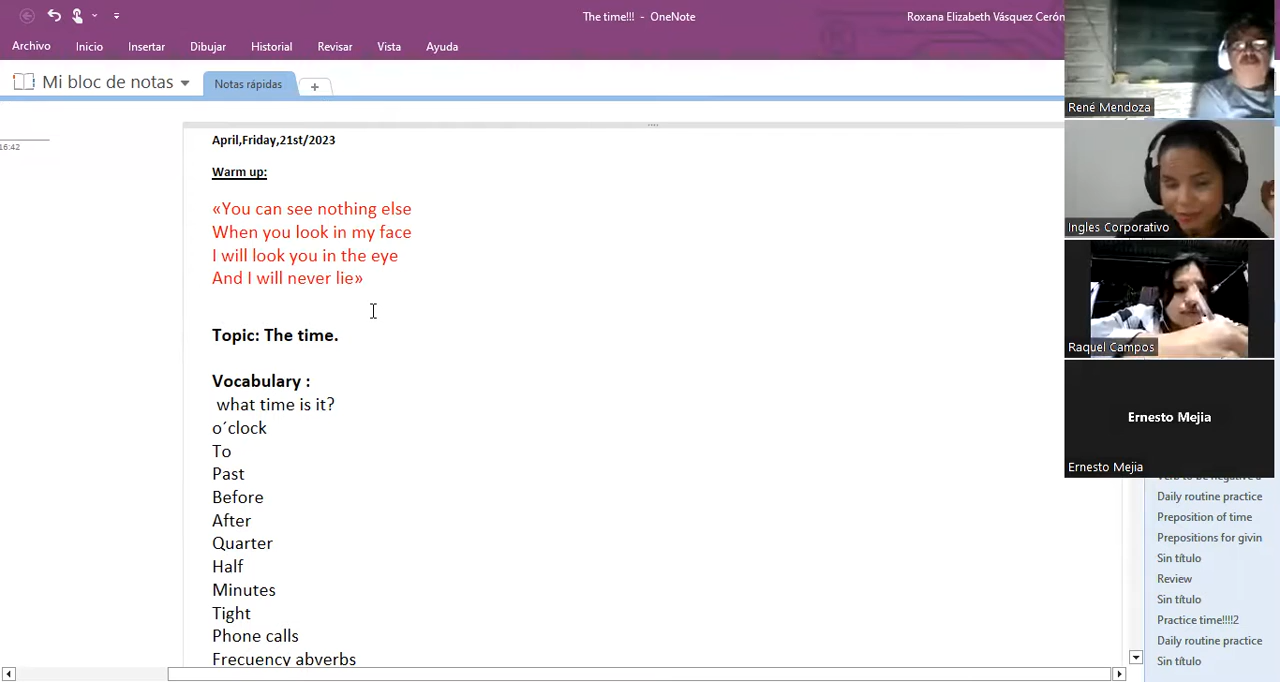 The time!!! - OneNote
Roxana Elizabeth Vásquez Cerón
Archivo Inicio Insertar Dibujar Historial Revisar Vista Ayuda
Mi bloc de notas Notas rápidas +
16:42
April,Friday,21st/2023
Warm up:
«You can see nothing else
When you look in my face
I will look you in the eye
And I will never lie»
Topic: The time.
Vocabulary :
what time is it?
o´clock
To
Past
Before
After
Quarter
Half
Minutes
Tight
Phone calls
Frecuency abverbs
René Mendoza
Ingles Corporativo
Raquel Campos
Ernesto Mejia
Ernesto Mejia
Daily routine practice
Preposition of time
Prepositions for givin
Sin título
Review
Sin título
Practice time!!!!2
Daily routine practice
Sin título